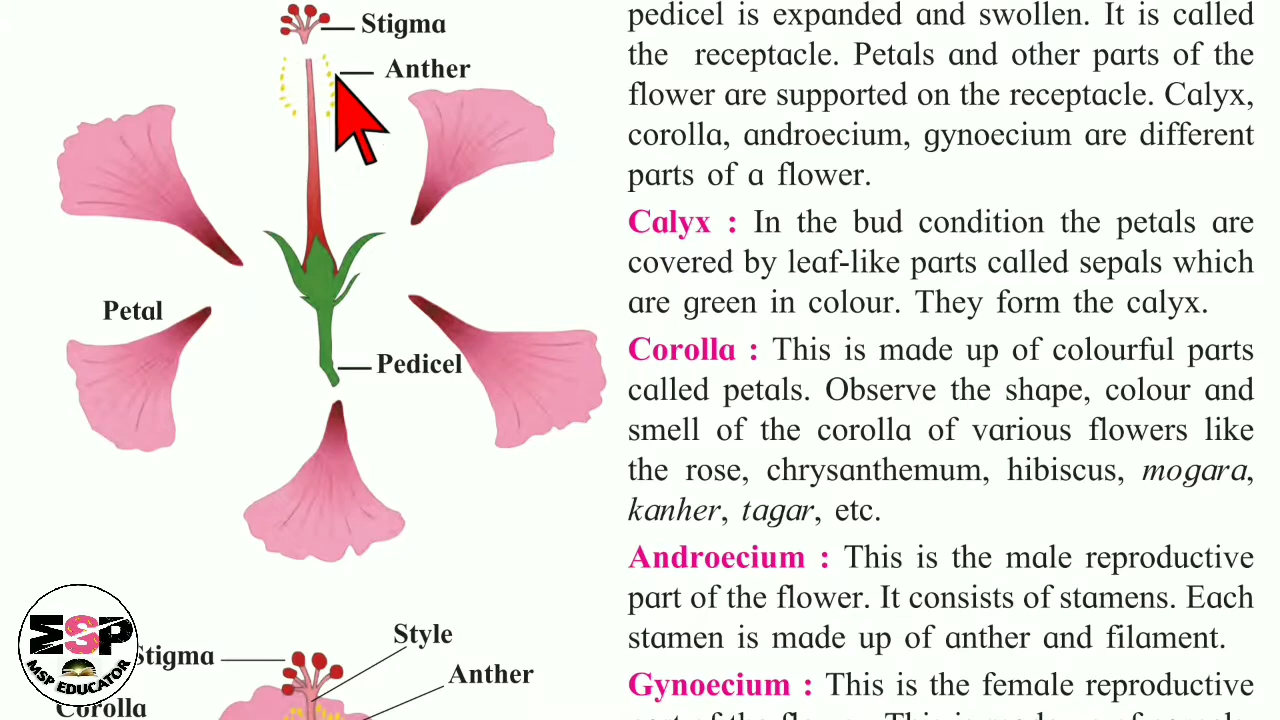 Stigma
Anther
Petal
Pedicel
pedicel is expanded and swollen. It is called
the receptacle. Petals and other parts of the
flower are supported on the receptacle. Calyx,
corolla, androecium, gynoecium are different
parts of a flower.
Calyx : In the bud condition the petals are
covered by leaf-like parts called sepals which
are green in colour. They form the calyx.
Corolla : This is made up of colourful parts
called petals. Observe the shape, colour and
smell of the corolla of various flowers like
the rose, chrysanthemum, hibiscus, mogara,
kanher, tagar, etc.
Androecium : This is the male reproductive
part of the flower. It consists of stamens. Each
stamen is made up of anther and filament.
Gynoecium : This is the female reproductive
Style
Stigma
Anther
Corolla
MSP
MSP EDUCATOR